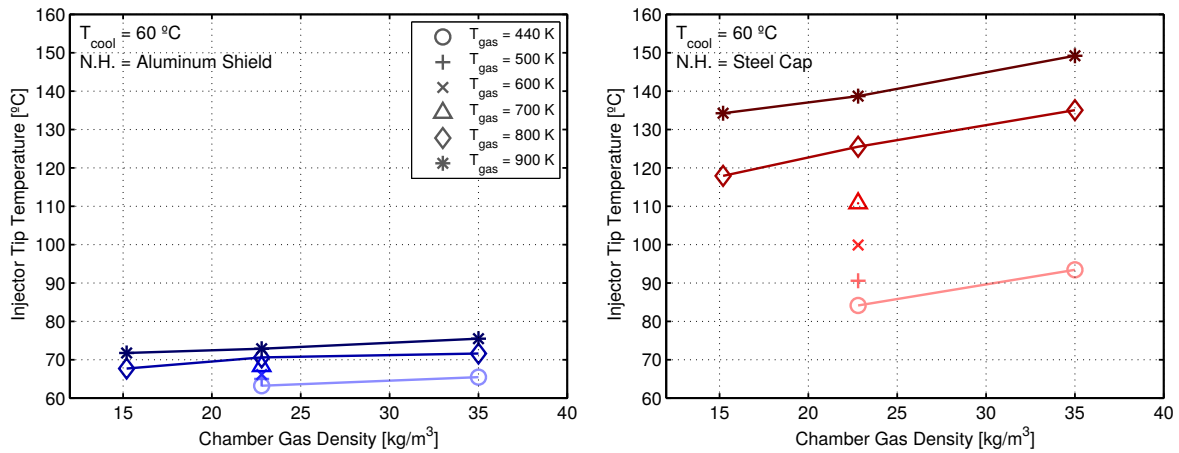 160
150
140
130
120
110
100
90
80
70
60
15
20
25
30
35
40
Chamber Gas Density [kg/m³]
Injector Tip Temperature [ºC]
T_cool = 60 ºC
N.H. = Aluminum Shield
T_gas = 440 K
T_gas = 500 K
T_gas = 600 K
T_gas = 700 K
T_gas = 800 K
T_gas = 900 K
160
150
140
130
120
110
100
90
80
70
60
15
20
25
30
35
40
Chamber Gas Density [kg/m³]
Injector Tip Temperature [ºC]
T_cool = 60 ºC
N.H. = Steel Cap